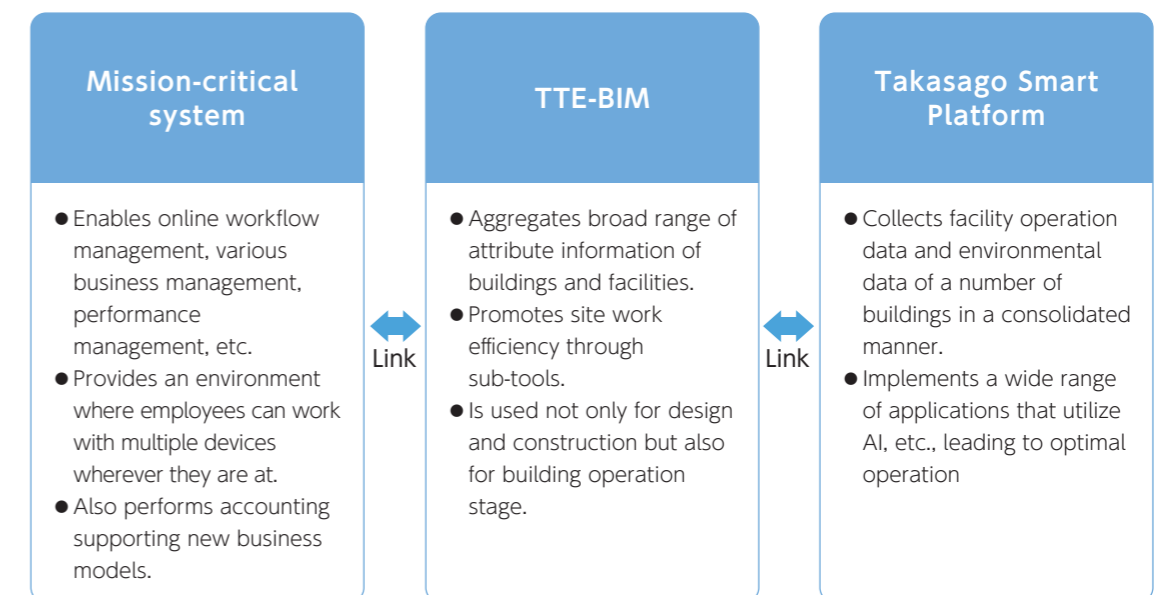 Mission-critical
system
● Enables online workflow
management, various
business management,
performance
management, etc.
● Provides an environment
where employees can work
with multiple devices
wherever they are at.
● Also performs accounting
supporting new business
models.
Link
TTE-BIM
● Aggregates broad range of
attribute information of
buildings and facilities.
● Promotes site work
efficiency through
sub-tools.
● Is used not only for design
and construction but also
for building operation
stage.
Link
Takasago Smart
Platform
● Collects facility operation
data and environmental
data of a number of
buildings in a consolidated
manner.
● Implements a wide range
of applications that utilize
AI, etc., leading to optimal
operation